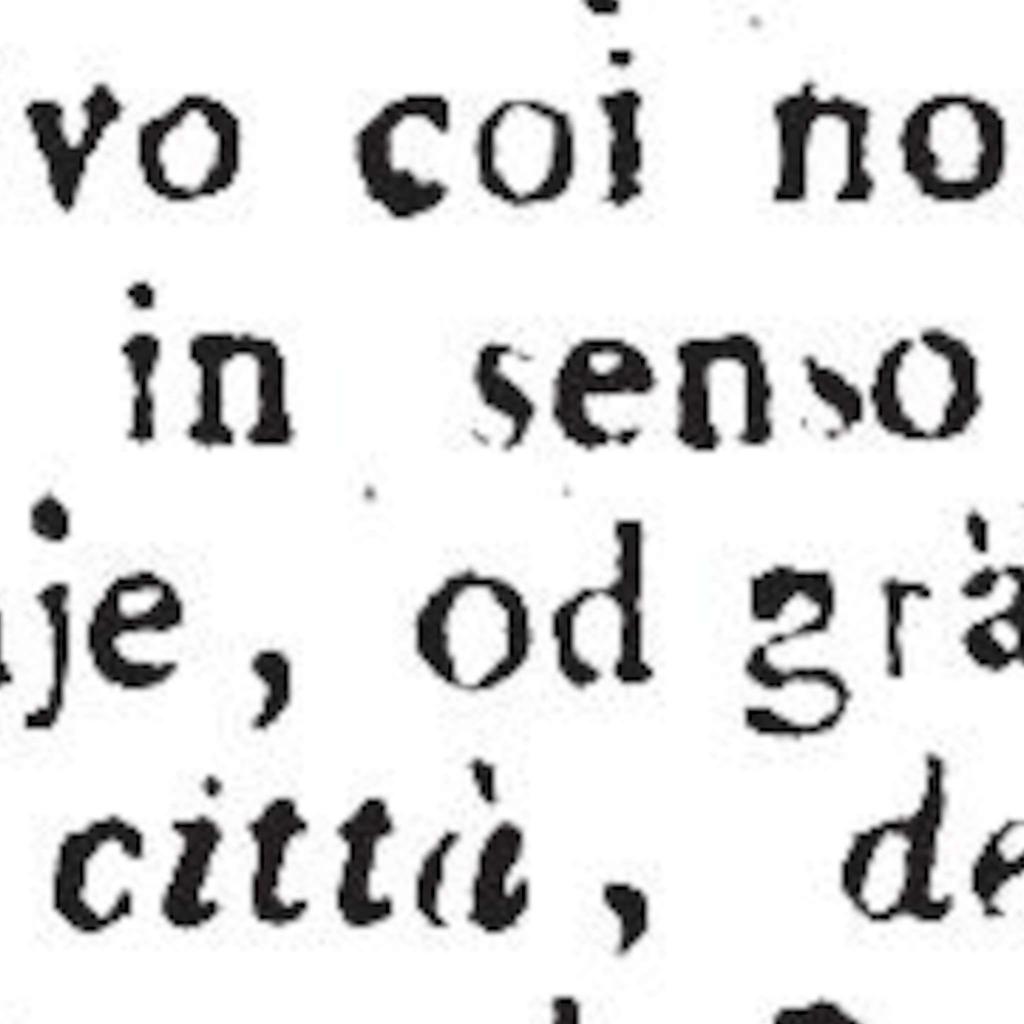 vo coi no
in senso
je, od grà
città, de